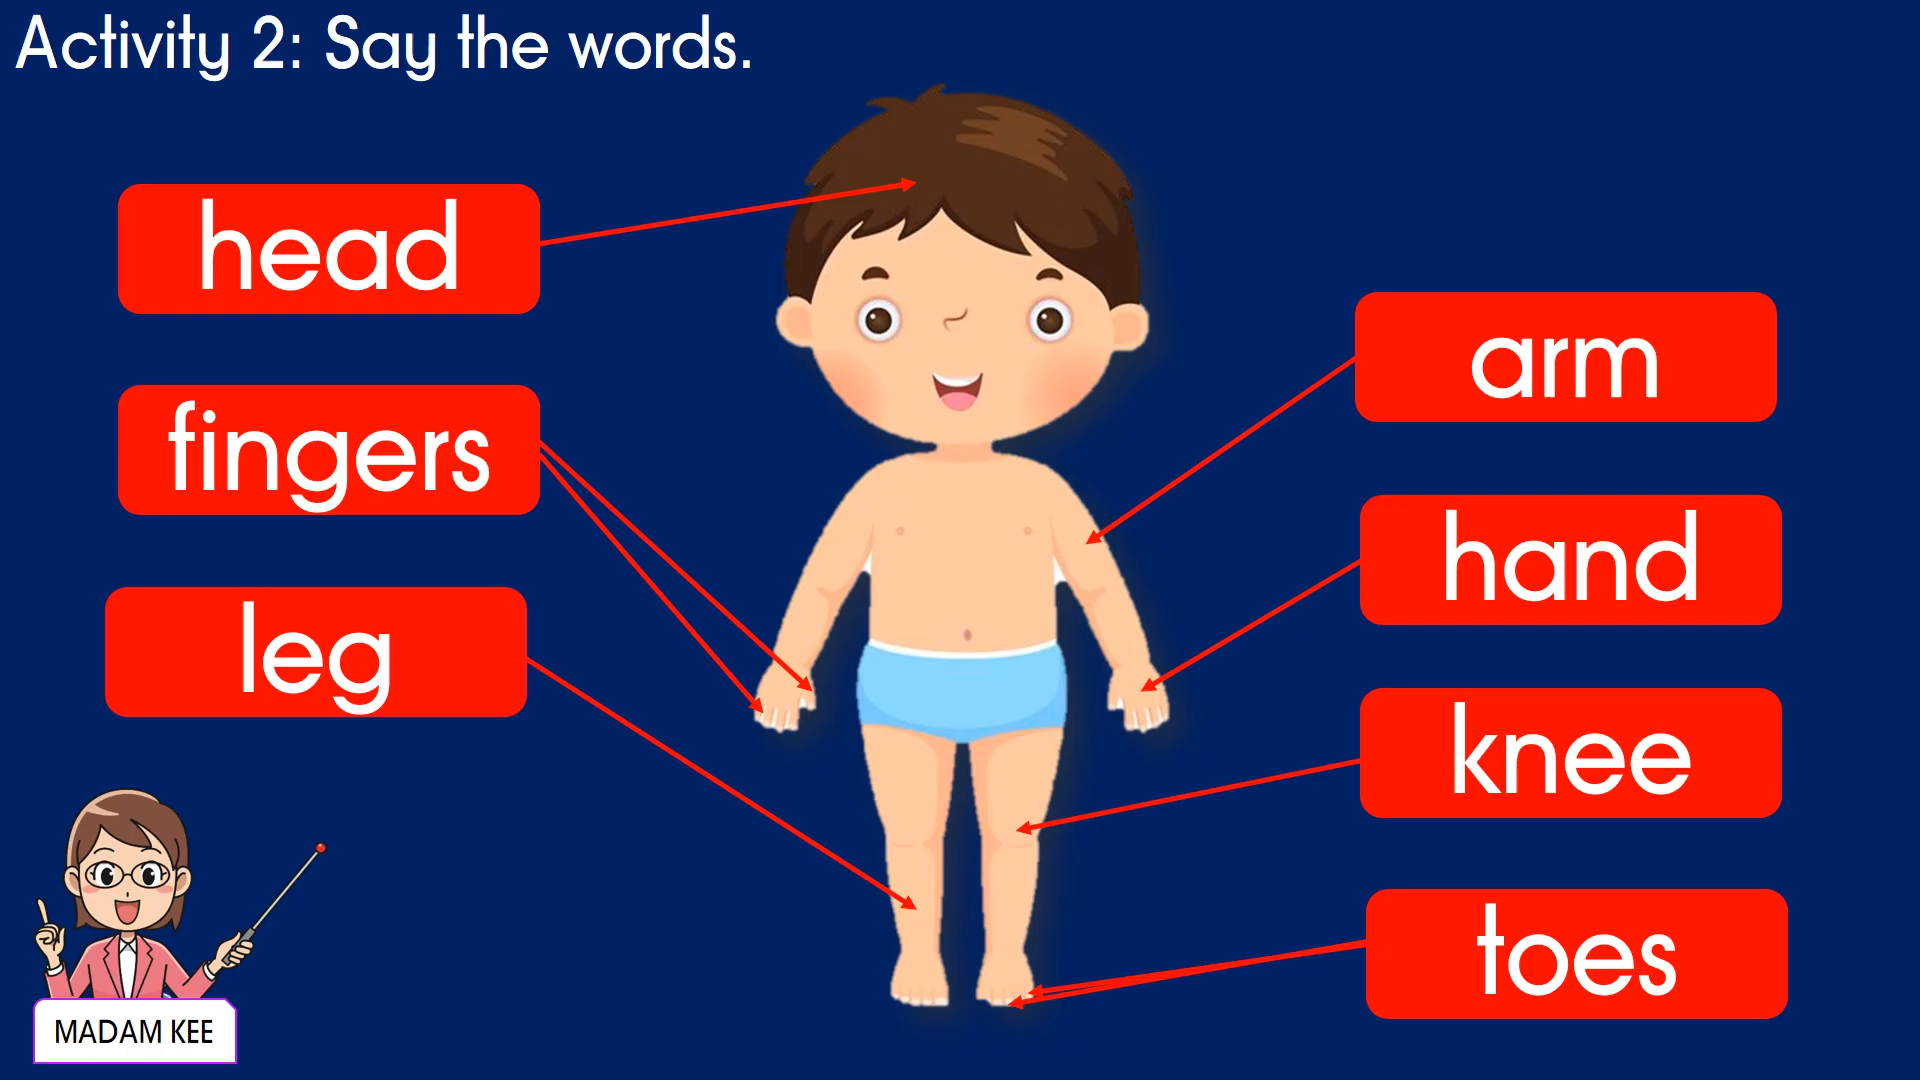 Activity 2: Say the words.
head
fingers
leg
arm
hand
knee
toes
MADAM KEE